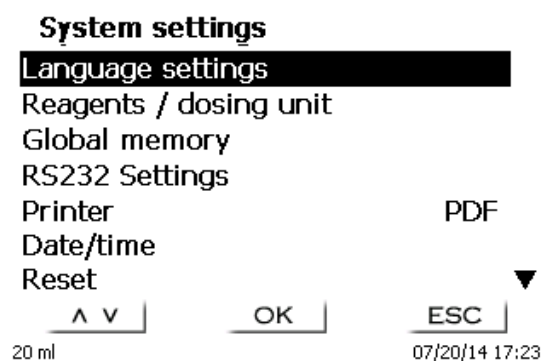 System settings
Language settings
Reagents / dosing unit
Global memory
RS232 Settings
Printer PDF
Date/time
Reset ▼
∧ ∨ OK ESC
20 ml 07/20/14 17:23